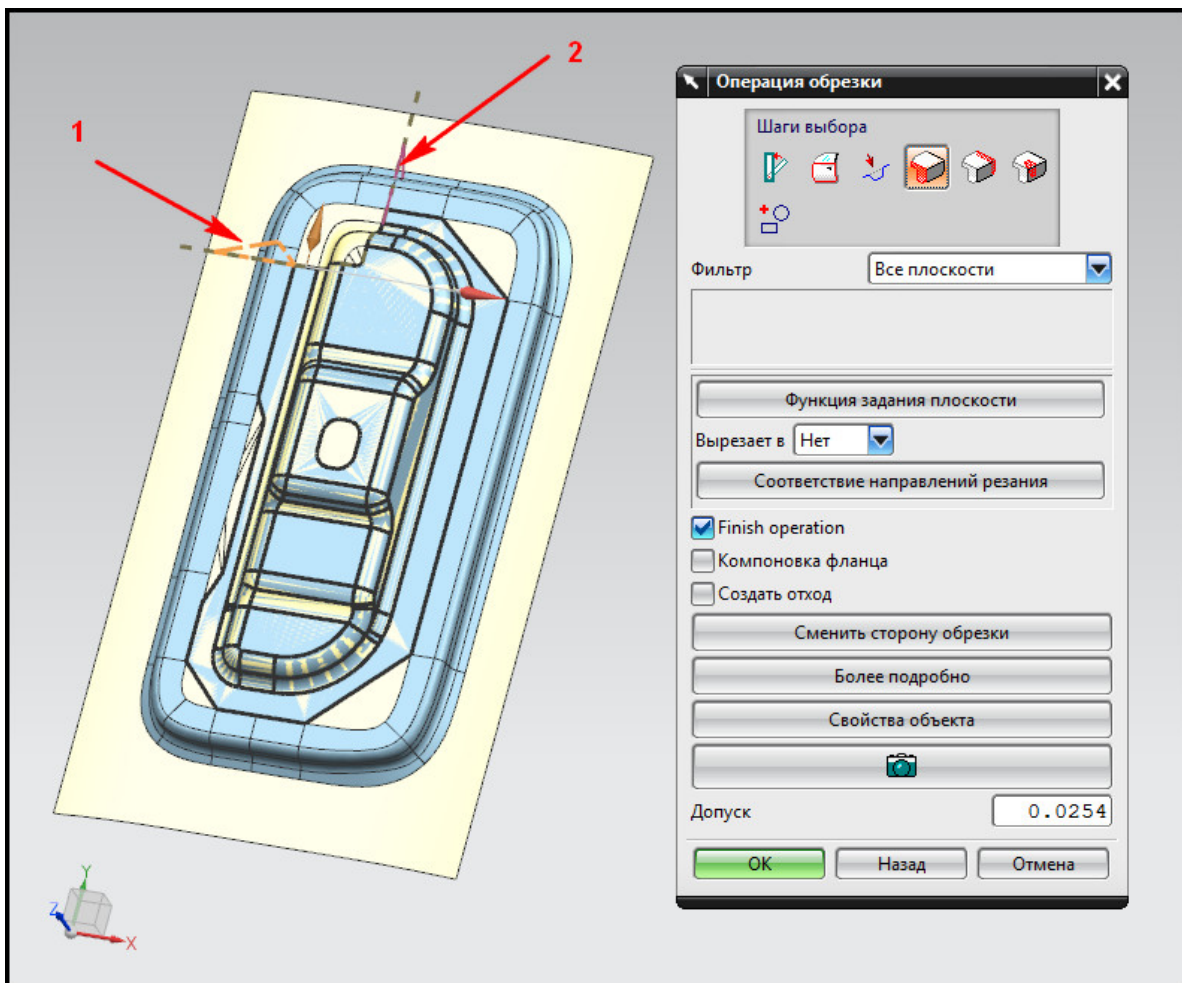 1
2
Операция обрезки
Шаги выбора
Фильтр
Все плоскости
Функция задания плоскости
Вырезает в Нет
Соответствие направлений резания
Finish operation
Компоновка фланца
Создать отход
Сменить сторону обрезки
Более подробно
Свойства объекта
Допуск
0.0254
OK
Назад
Отмена
Y
Z
X